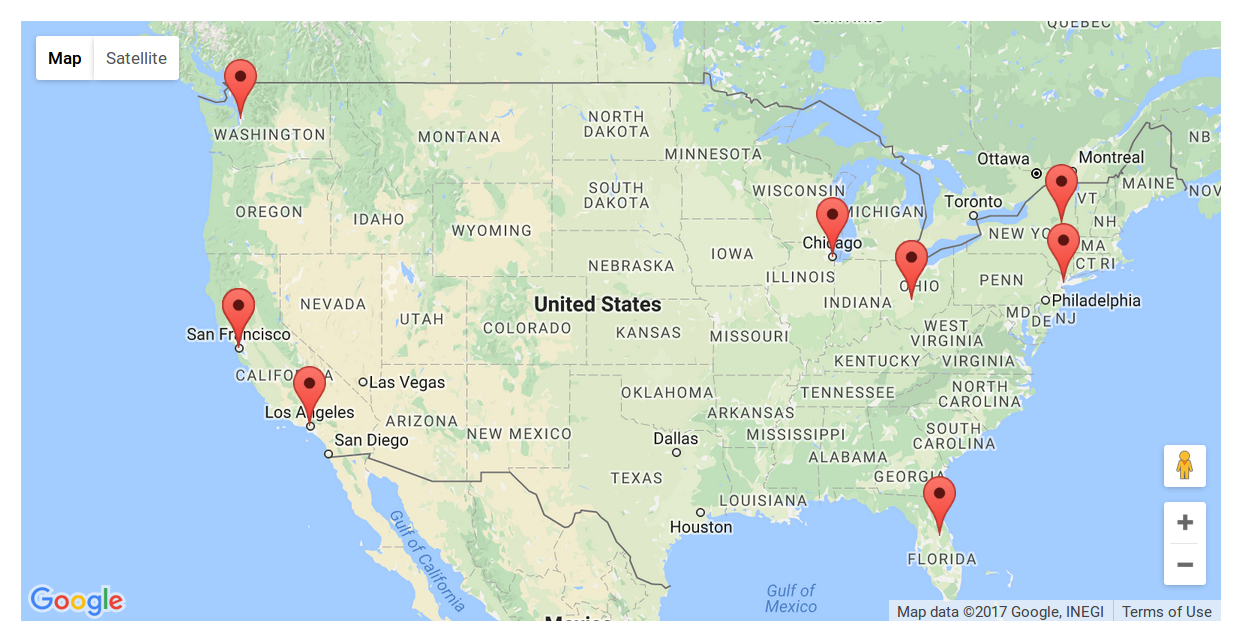 ONTARIO
QUEBEC
Map
Satellite
WASHINGTON
MONTANA
NORTH
DAKOTA
MINNESOTA
NB
Ottawa
Montreal
MAINE
NOV
VT
NH
SOUTH
DAKOTA
WISCONSIN
MICHIGAN
Toronto
OREGON
IDAHO
WYOMING
IOWA
Chicago
NEW YO
MA
CT RI
NEBRASKA
ILLINOIS
OHIO
PENN
INDIANA
NEVADA
UTAH
United States
COLORADO
KANSAS
MISSOURI
Philadelphia
MD
DE
NJ
San Francisco
WEST
VIRGINIA
KENTUCKY
VIRGINIA
CALIFORNIA
Las Vegas
OKLAHOMA
TENNESSEE
NORTH
CAROLINA
Los Angeles
ARIZONA
NEW MEXICO
ARKANSAS
San Diego
Dallas
MISSISSIPPI
SOUTH
CAROLINA
ALABAMA
TEXAS
GEORGIA
LOUISIANA
Houston
Gulf of California
FLORIDA
Gulf of
Mexico
Google
Mexico
Map data ©2017 Google, INEGI
Terms of Use